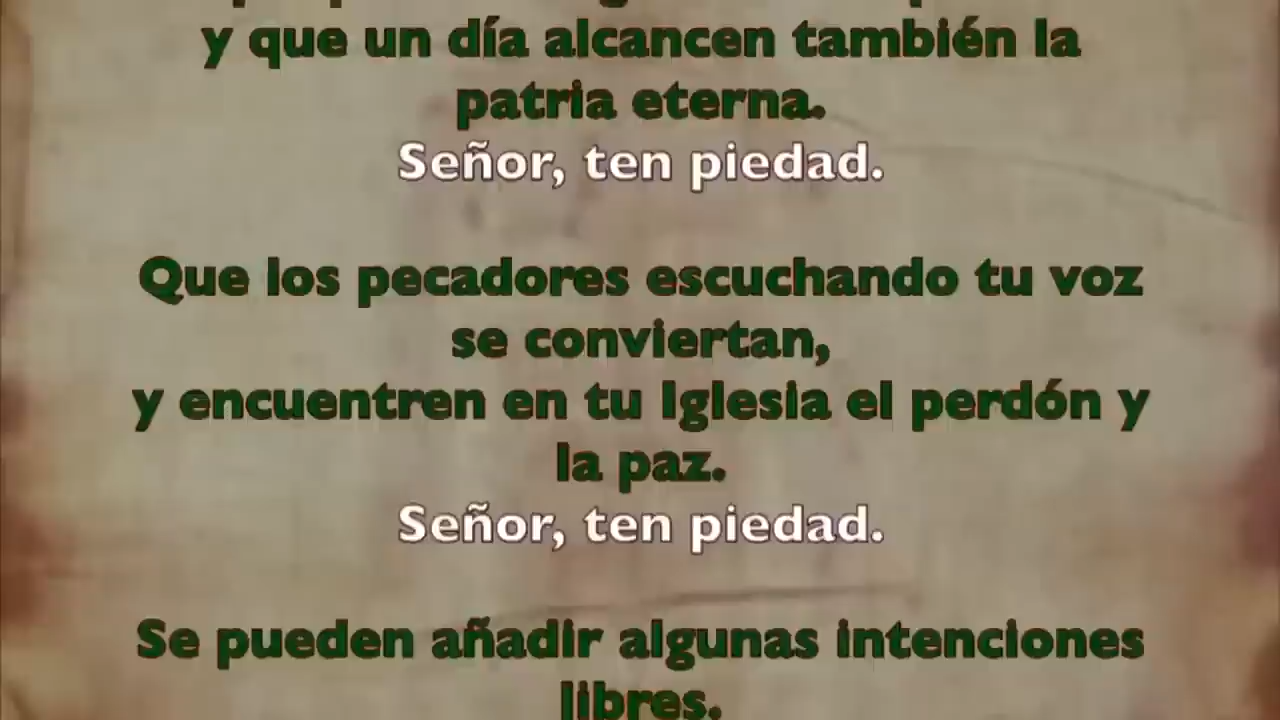 y que un día alcancen también la
patria eterna.
Señor, ten piedad.
Que los pecadores escuchando tu voz
se conviertan,
y encuentren en tu Iglesia el perdón y
la paz.
Señor, ten piedad.
Se pueden añadir algunas intenciones
libres.